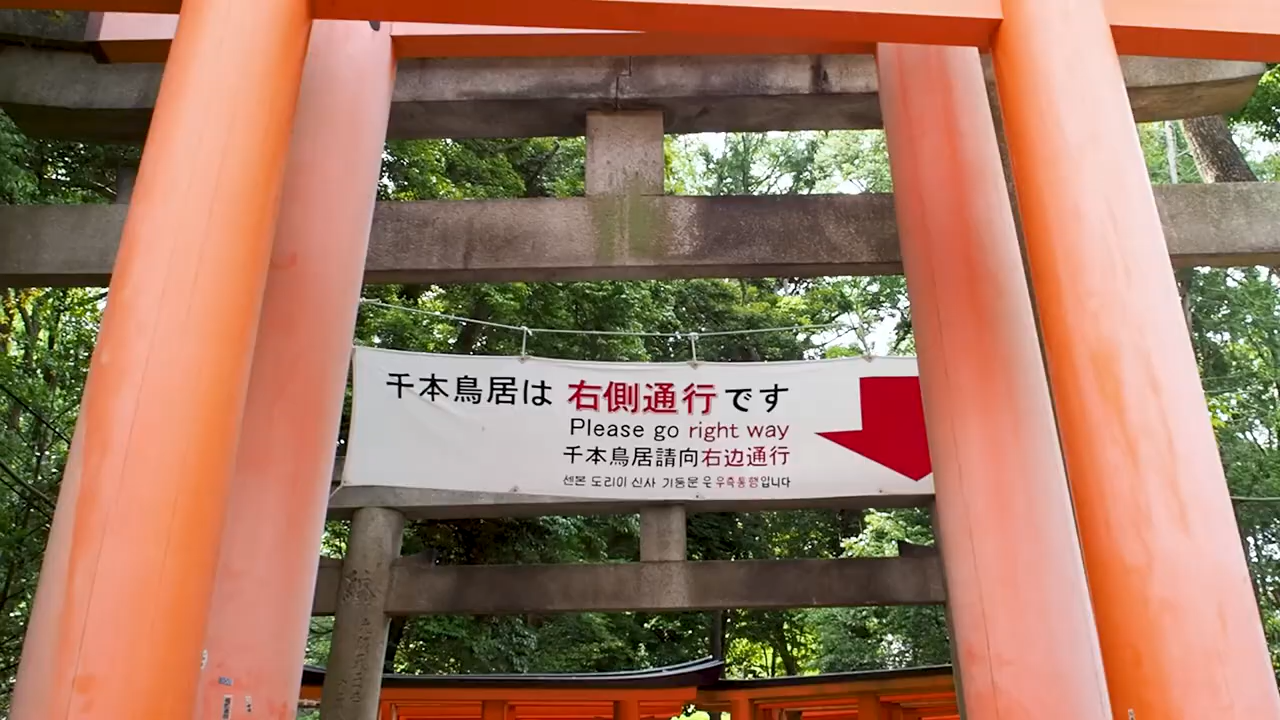 千本鳥居は 右側通行です
Please go right way
千本鳥居請向右边通行
센본 도리이 신사 기둥문은 우측통행입니다